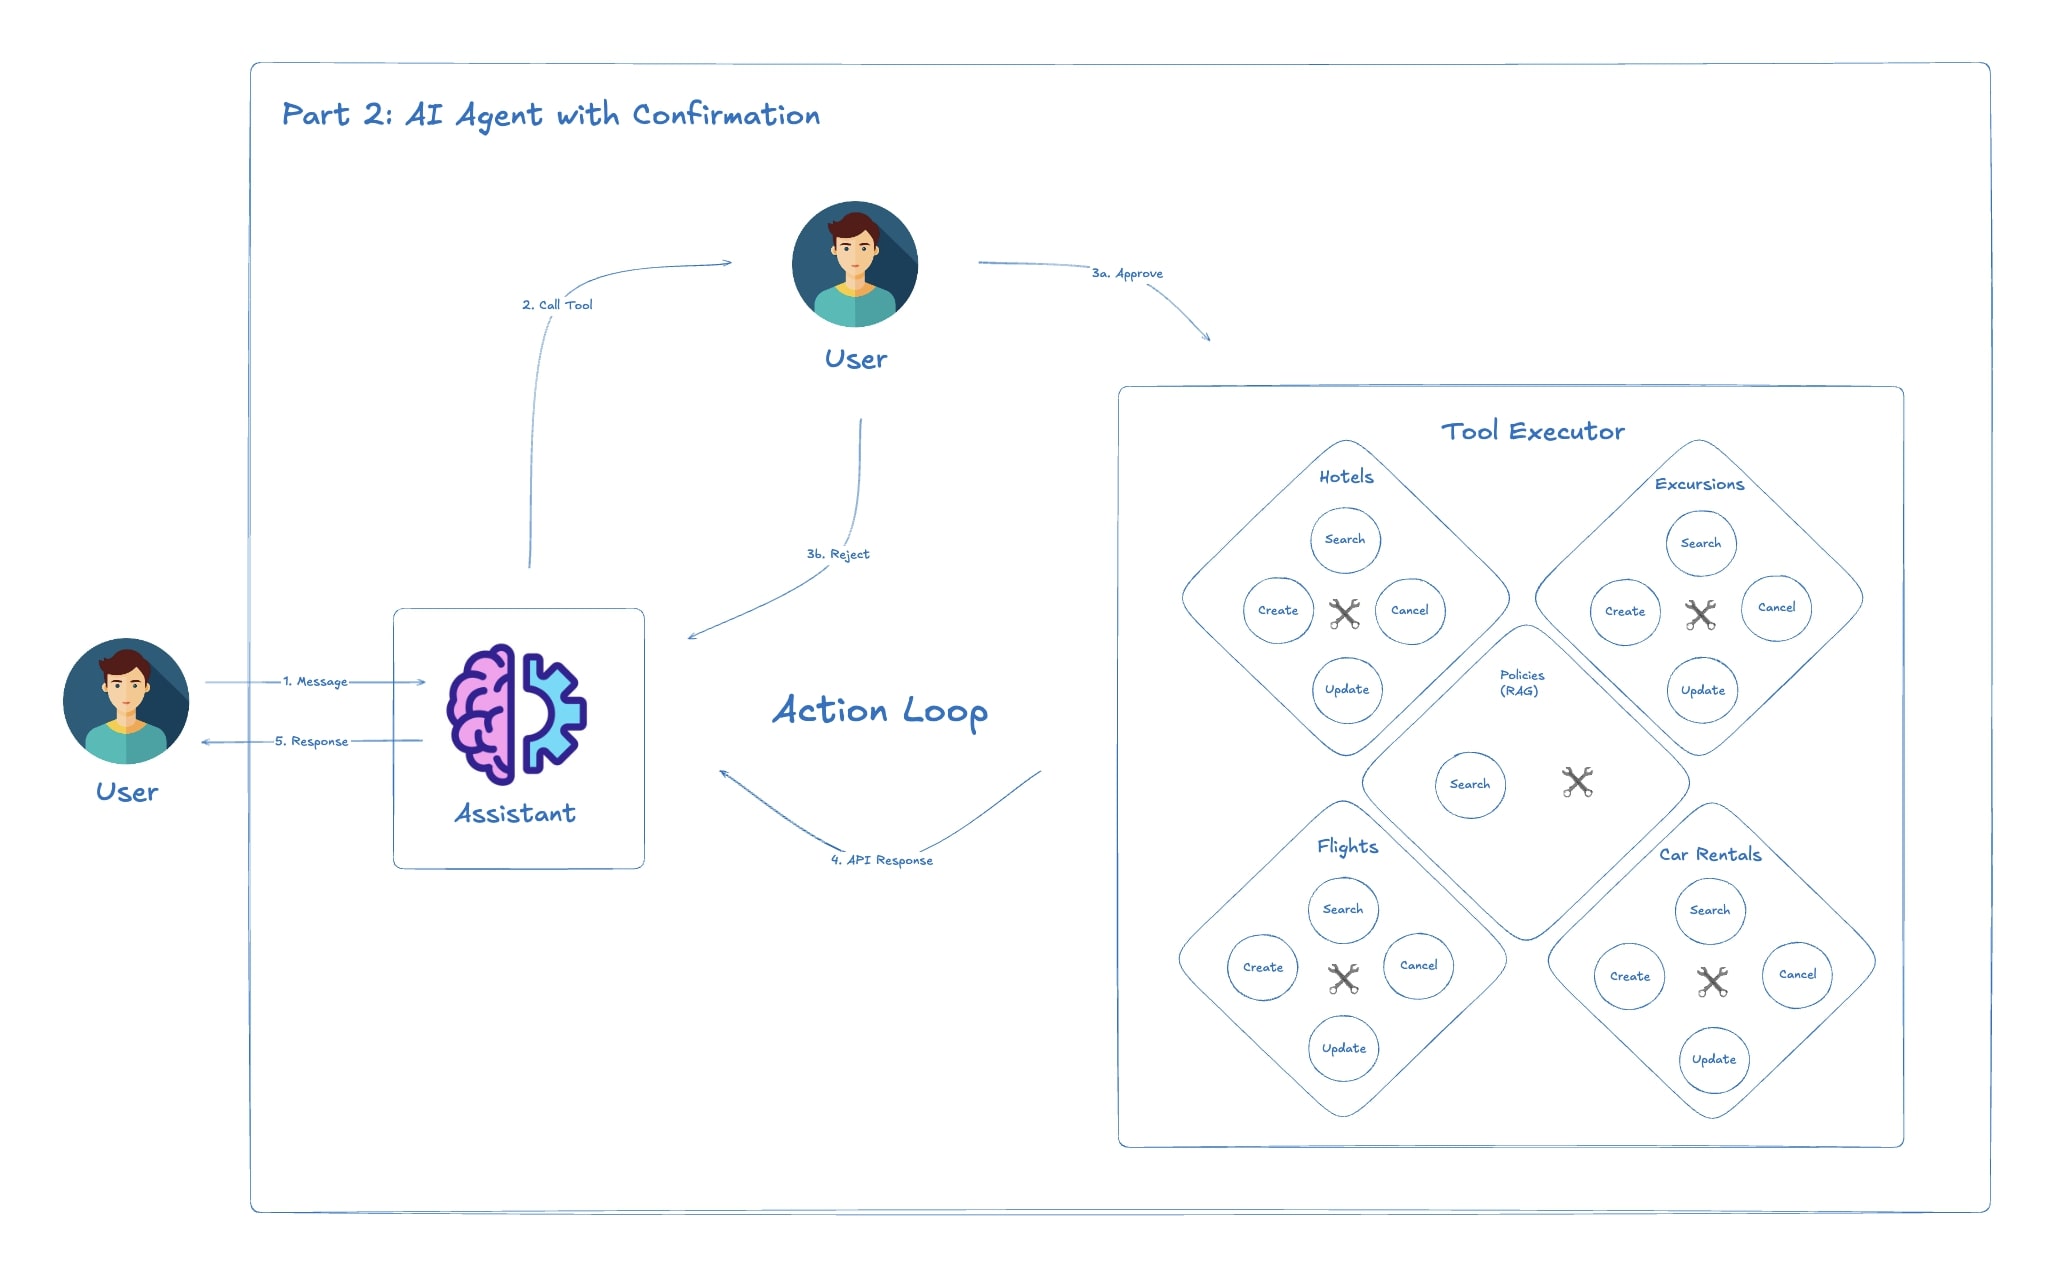 Part 2: AI Agent with Confirmation
2. Call Tool
User
3a. Approve
3b. Reject
User
1. Message
5. Response
Assistant
Action Loop
4. API Response
Tool Executor
Hotels
Search
Create
Cancel
Update
Excursions
Search
Create
Cancel
Update
Policies
(RAG)
Search
Flights
Search
Create
Cancel
Update
Car Rentals
Search
Create
Cancel
Update